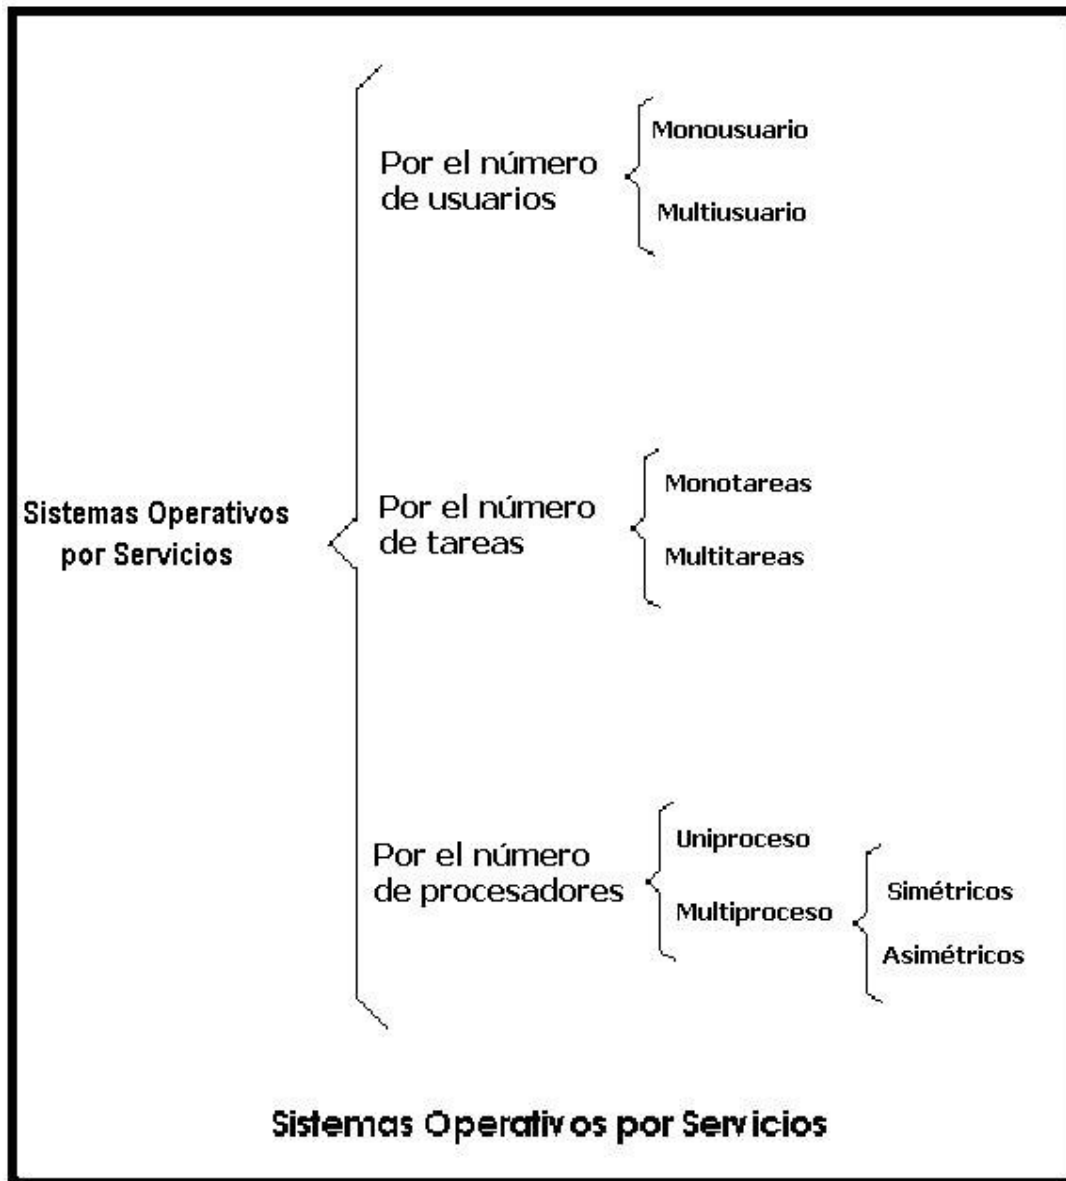 Sistemas Operativos
por Servicios
Por el número
de usuarios
Monousuario
Multiusuario
Por el número
de tareas
Monotareas
Multitareas
Por el número
de procesadores
Uniproceso
Multiproceso
Simétricos
Asimétricos
Sistemas Operativos por Servicios